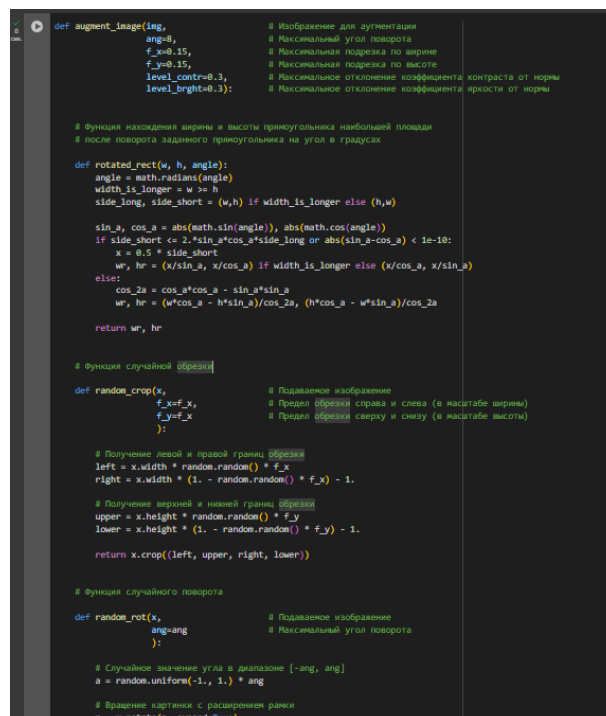 def augment_image(img, # Изображение для аугментации
ang=8, # Максимальный угол поворота
f_x=0.15, # Максимальная подрезка по ширине
f_y=0.15, # Максимальная подрезка по высоте
level_contr=0.3, # Максимальное отклонение коэффициента контраста от нормы
level_brght=0.3): # Максимальное отклонение коэффициента яркости от нормы
# Функция нахождения ширины и высоты прямоугольника наибольшей площади
# после поворота заданного прямоугольника на угол в градусах
def rotated_rect(w, h, angle):
angle = math.radians(angle)
width_is_longer = w >= h
side_long, side_short = (w,h) if width_is_longer else (h,w)
sin_a, cos_a = abs(math.sin(angle)), abs(math.cos(angle))
if side_short <= 2.*sin_a*cos_a*side_long or abs(sin_a-cos_a) < 1e-10:
x = 0.5 * side_short
wr, hr = (x/sin_a, x/cos_a) if width_is_longer else (x/cos_a, x/sin_a)
else:
cos_2a = cos_a*cos_a - sin_a*sin_a
wr, hr = (w*cos_a - h*sin_a)/cos_2a, (h*cos_a - w*sin_a)/cos_2a
return wr, hr
# Функция случайной обрезки
def random_crop(x, # Подаваемое изображение
f_x=f_x, # Предел обрезки справа и слева (в масштабе ширины)
f_y=f_x # Предел обрезки сверху и снизу (в масштабе высоты)
):
# Получение левой и правой границ обрезки
left = x.width * random.random() * f_x
right = x.width * (1. - random.random() * f_x) - 1.
# Получение верхней и нижней границ обрезки
upper = x.height * random.random() * f_y
lower = x.height * (1. - random.random() * f_y) - 1.
return x.crop((left, upper, right, lower))
# Функция случайного поворота
def random_rot(x, # Подаваемое изображение
ang=ang # Максимальный угол поворота
):
# Случайное значение угла в диапазоне [-ang, ang]
a = random.uniform(-1., 1.) * ang
# Вращение картинки с расширением рамки